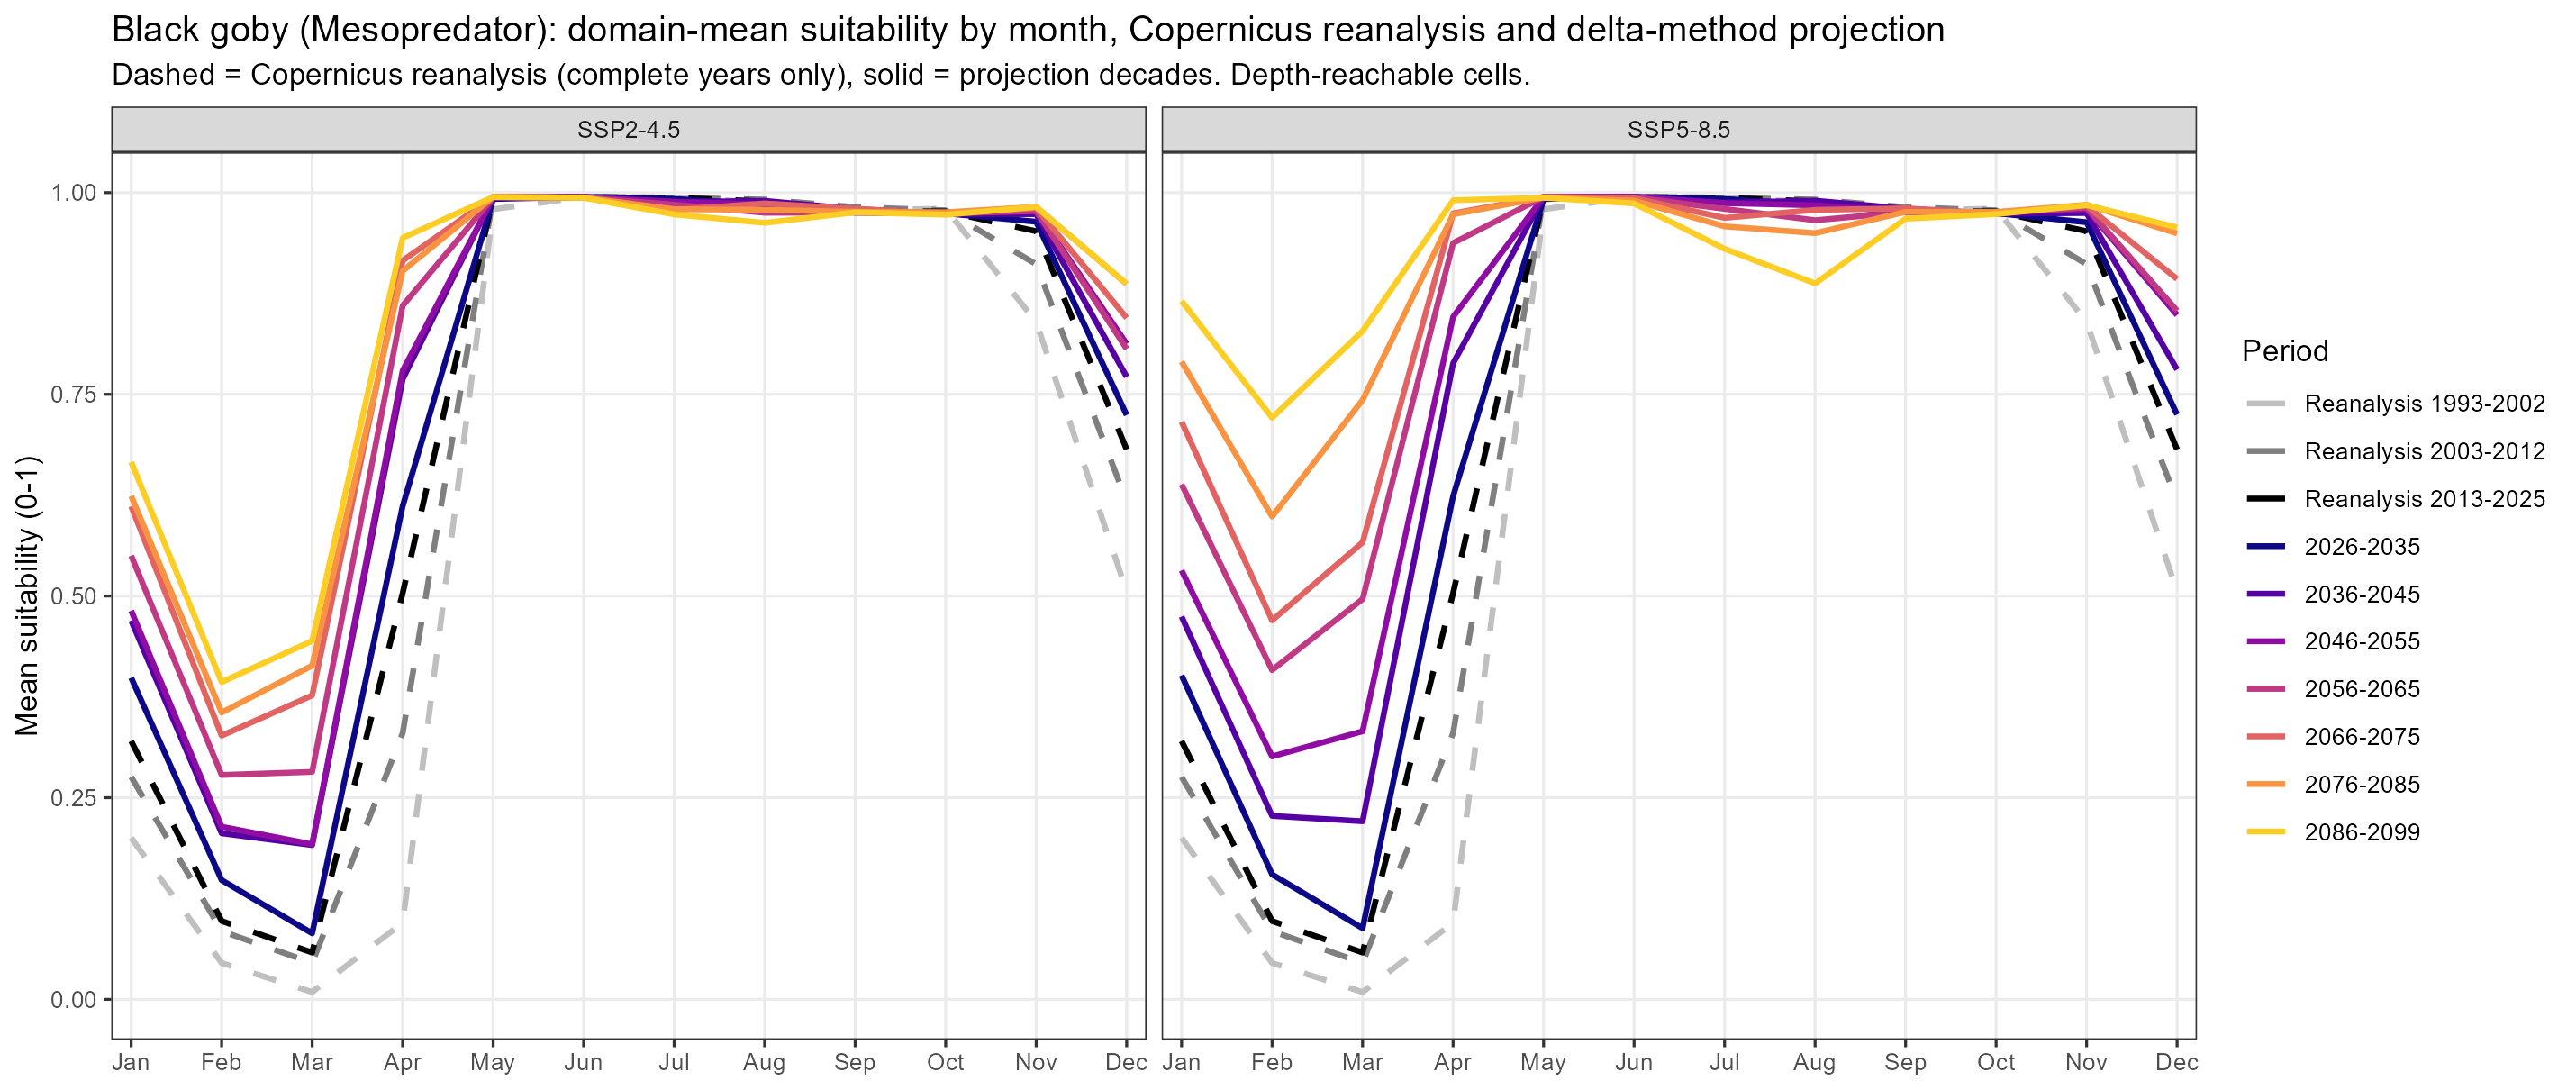 Black goby (Mesopredator): domain-mean suitability by month, Copernicus reanalysis and delta-method projection
Dashed = Copernicus reanalysis (complete years only), solid = projection decades. Depth-reachable cells.
SSP2-4.5
SSP5-8.5
Mean suitability (0-1)
1.00
0.75
0.50
0.25
0.00
Jan Feb Mar Apr May Jun Jul Aug Sep Oct Nov Dec
Jan Feb Mar Apr May Jun Jul Aug Sep Oct Nov Dec
Period
Reanalysis 1993-2002
Reanalysis 2003-2012
Reanalysis 2013-2025
2026-2035
2036-2045
2046-2055
2056-2065
2066-2075
2076-2085
2086-2099